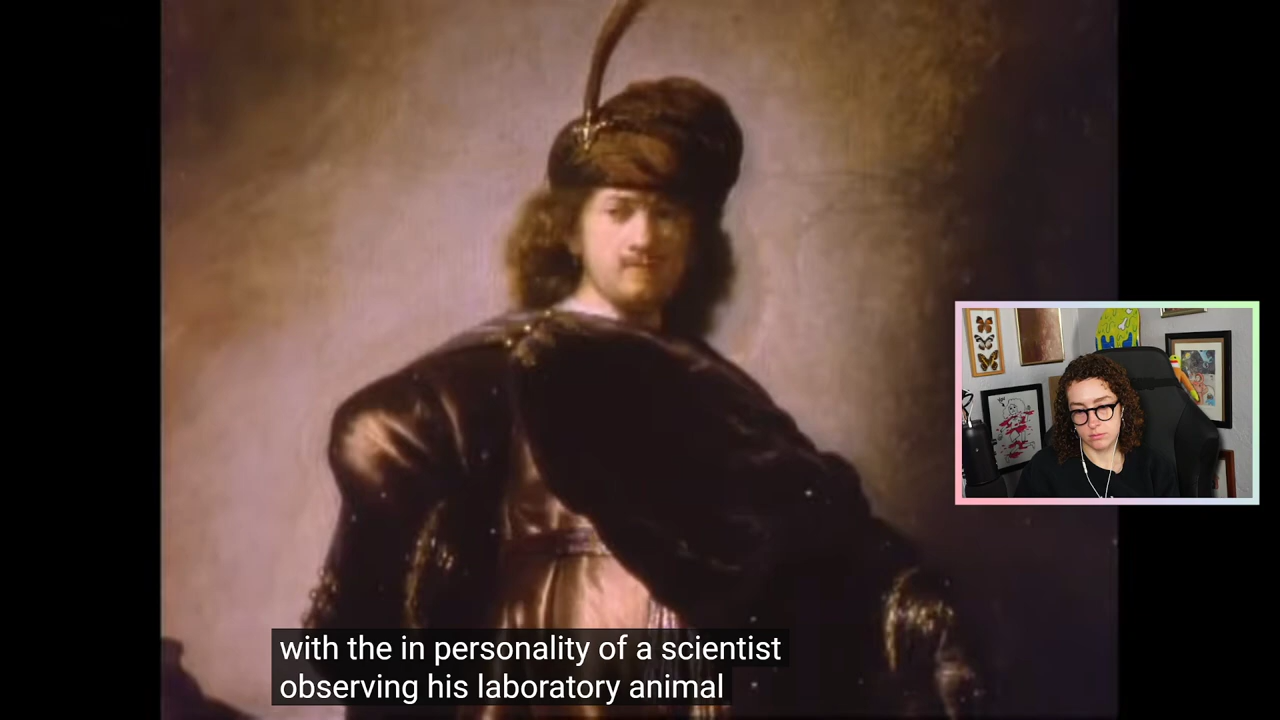 with the in personality of a scientist
observing his laboratory animal